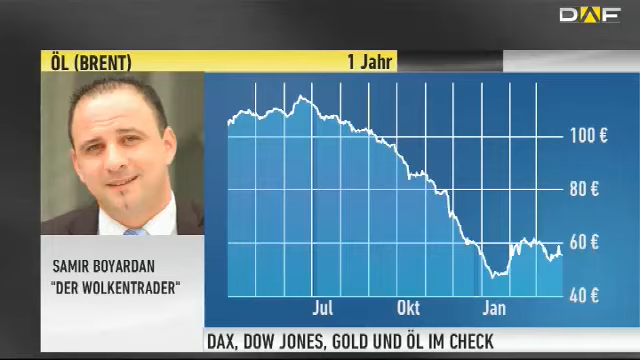 DAF
ÖL (BRENT) 1 Jahr
100 €
80 €
60 €
40 €
Jul Okt Jan
SAMIR BOYARDAN
"DER WOLKENTRADER"
DAX, DOW JONES, GOLD UND ÖL IM CHECK